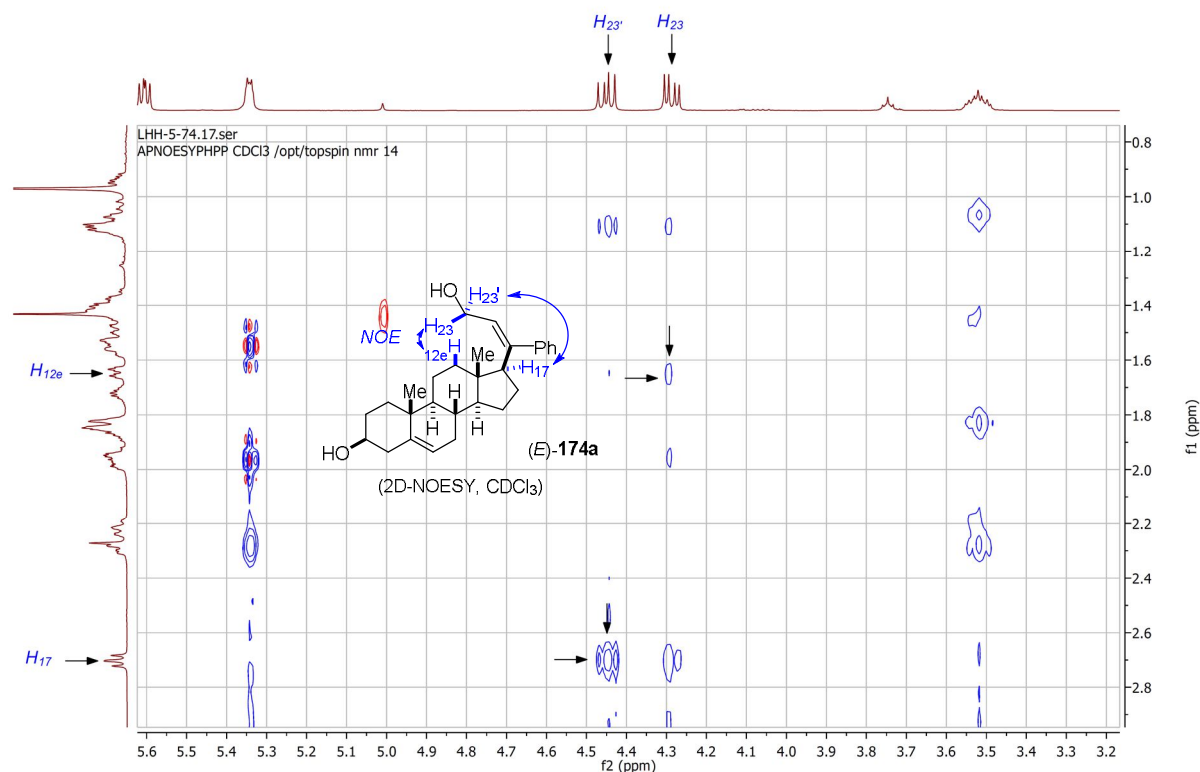 H23' H23
LHH-5-74.17.ser
APNOESYPHPP CDCl3 /opt/topspin nmr 14
0.8
1.0
1.2
HO H23'
1.4
NOE H23
H Ph
12e Me
1.6
H12e
H17
Me H
1.8
H H
HO (E)-174a
2.0
(2D-NOESY, CDCl3)
2.2
2.4
2.6
H17
2.8
f1 (ppm)
5.6 5.5 5.4 5.3 5.2 5.1 5.0 4.9 4.8 4.7 4.6 4.5 4.4 4.3 4.2 4.1 4.0 3.9 3.8 3.7 3.6 3.5 3.4 3.3 3.2
f2 (ppm)